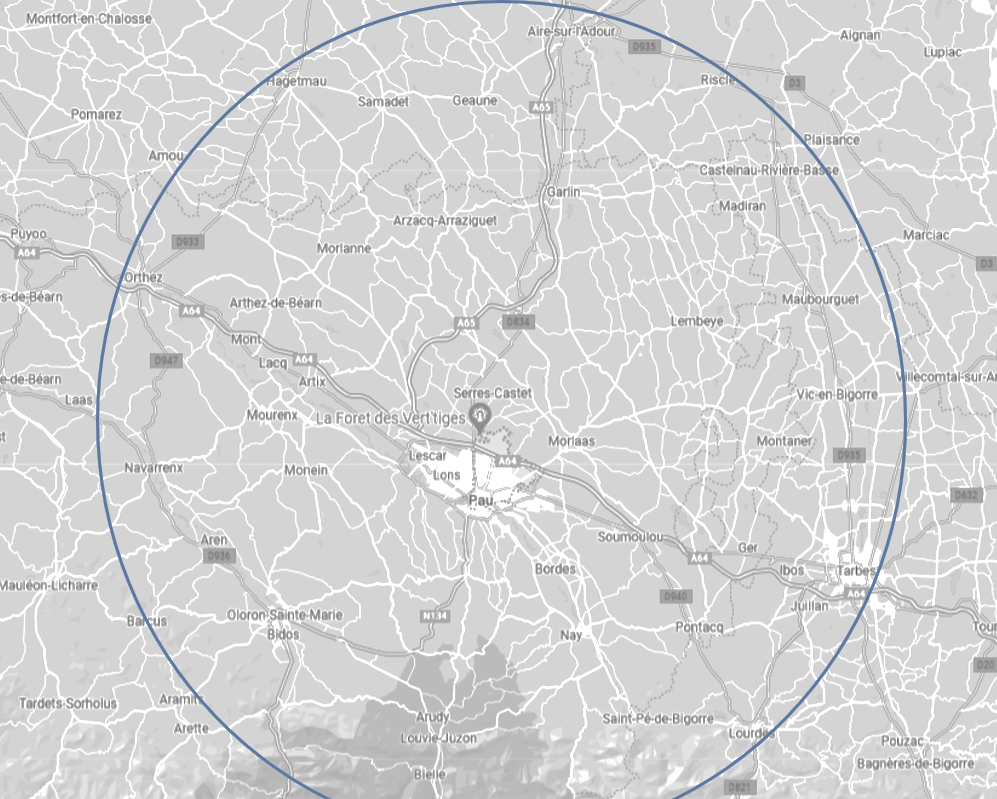 Montfort-en-Chalosse
Aire-sur-l'Adour
D935
Aignan
Lupiac
Hagetmau
Riscle
D3
Samadet
Geaune
A65
Pomarez
Plaisance
Amou
Castelnau-Rivière-Basse
Garlin
Madiran
Arzacq-Arraziguet
Puyoo
D933
Morlanne
Marciac
A64
D3
Orthez
es-de-Béarn
Arthez-de-Béarn
Maubourguet
A64
A65
D834
Lembeye
Mont
D947
Lacq
A64
Artix
e-de-Béarn
Villecomtal-sur-Ar
Serres-Castet
Vic-en-Bigorre
Laas
Mourenx
La Foret des Vert'tiges
Morlaas
Montaner
Lescar
D935
A64
Navarrenx
Monein
Lons
D632
Pau
Soumoulou
Aren
D936
Ger
A64
Bordes
Ibos
Tarbes
Mauléon-Licharre
A64
D940
Juillan
Barcus
Oloron-Sainte-Marie
N134
Bidos
Nay
Pontacq
Tour
D20
Aramits
Tardets-Sorholus
Arudy
Saint-Pé-de-Bigorre
Arette
Louvie-Juzon
Lourdes
Pouzac
Bagnères-de-Bigorre
Bielle
D821